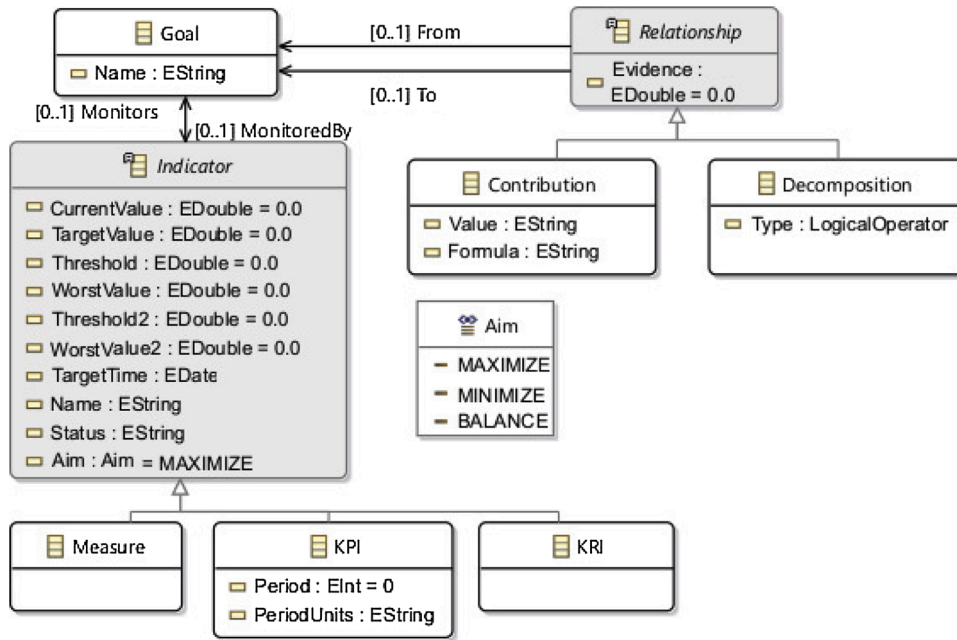 Goal
Name : EString
[0..1] From
[0..1] To
Relationship
Evidence :
EDouble = 0.0
[0..1] Monitors
[0..1] MonitoredBy
Indicator
CurrentValue : EDouble = 0.0
TargetValue : EDouble = 0.0
Threshold : EDouble = 0.0
WorstValue : EDouble = 0.0
Threshold2 : EDouble = 0.0
WorstValue2 : EDouble = 0.0
TargetTime : EDate
Name : EString
Status : EString
Aim : Aim = MAXIMIZE
Contribution
Value : EString
Formula : EString
Decomposition
Type : LogicalOperator
Aim
MAXIMIZE
MINIMIZE
BALANCE
Measure
KPI
Period : EInt = 0
PeriodUnits : EString
KRI